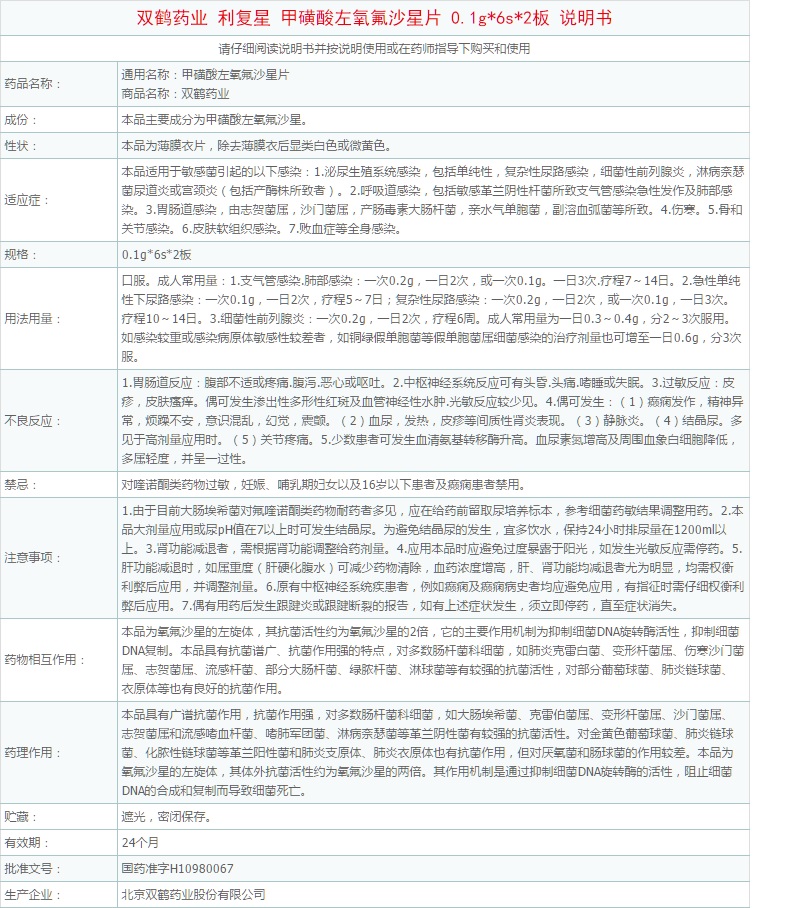 双鹤药业 利复星 甲磺酸左氧氟沙星片 0.1g*6s*2板 说明书
请仔细阅读说明书并按说明使用或在药师指导下购买和使用
药品名称：
通用名称：甲磺酸左氧氟沙星片
商品名称：双鹤药业
成份：
本品主要成分为甲磺酸左氧氟沙星。
性状：
本品为薄膜衣片，除去薄膜衣后显类白色或微黄色。
适应症：
本品适用于敏感菌引起的以下感染：1.泌尿生殖系统感染，包括单纯性，复杂性尿路感染，细菌性前列腺炎，淋病奈瑟
菌尿道炎或宫颈炎（包括产酶株所致者）。2.呼吸道感染，包括敏感革兰阴性杆菌所致支气管感染急性发作及肺部感
染。3.胃肠道感染，由志贺菌属，沙门菌属，产肠毒素大肠杆菌，亲水气单胞菌，副溶血弧菌等所致。4.伤寒。5.骨和
关节感染。6.皮肤软组织感染。7.败血症等全身感染。
规格：
0.1g*6s*2板
用法用量：
口服。成人常用量：1.支气管感染.肺部感染：一次0.2g，一日2次，或一次0.1g。一日3次.疗程7～14日。2.急性单纯
性下尿路感染：一次0.1g，一日2次，疗程5～7日；复杂性尿路感染：一次0.2g，一日2次，或一次0.1g，一日3次。
疗程10～14日。3.细菌性前列腺炎：一次0.2g，一日2次，疗程6周。成人常用量为一日0.3～0.4g，分2～3次服用。
如感染较重或感染病原体敏感性较差者，如铜绿假单胞菌等假单胞菌属细菌感染的治疗剂量也可增至一日0.6g，分3次
服。
不良反应：
1.胃肠道反应：腹部不适或疼痛.腹泻.恶心或呕吐。2.中枢神经系统反应可有头昏.头痛.嗜睡或失眠。3.过敏反应：皮
疹，皮肤瘙痒。偶可发生渗出性多形性红斑及血管神经性水肿.光敏反应较少见。4.偶可发生：（1）癫痫发作，精神异
常，烦躁不安，意识混乱，幻觉，震颤。（2）血尿，发热，皮疹等间质性肾炎表现。（3）静脉炎。（4）结晶尿。多
见于高剂量应用时。（5）关节疼痛。5.少数患者可发生血清氨基转移酶升高。血尿素氮增高及周围血象白细胞降低，
多属轻度，并呈一过性。
禁忌：
对喹诺酮类药物过敏，妊娠、哺乳期妇女以及16岁以下患者及癫痫患者禁用。
注意事项：
1.由于目前大肠埃希菌对氟喹诺酮类药物耐药者多见，应在给药前留取尿培养标本，参考细菌药敏结果调整用药。2.本
品大剂量应用或尿pH值在7以上时可发生结晶尿。为避免结晶尿的发生，宜多饮水，保持24小时排尿量在1200ml以
上。3.肾功能减退者，需根据肾功能调整给药剂量。4.应用本品时应避免过度暴露于阳光，如发生光敏反应需停药。5.
肝功能减退时，如属重度（肝硬化腹水）可减少药物清除，血药浓度增高，肝、肾功能均减退者尤为明显，均需权衡
利弊后应用，并调整剂量。6.原有中枢神经系统疾患者，例如癫痫及癫痫病史者均应避免应用，有指征时需仔细权衡利
弊后应用。7.偶有用药后发生跟腱炎或跟腱断裂的报告，如有上述症状发生，须立即停药，直至症状消失。
药物相互作用：
本品为氧氟沙星的左旋体，其抗菌活性约为氧氟沙星的2倍，它的主要作用机制为抑制细菌DNA旋转酶活性，抑制细菌
DNA复制。本品具有抗菌谱广、抗菌作用强的特点，对多数肠杆菌科细菌，如肺炎克雷白菌、变形杆菌属、伤寒沙门菌
属、志贺菌属、流感杆菌、部分大肠杆菌、绿脓杆菌、淋球菌等有较强的抗菌活性，对部分葡萄球菌、肺炎链球菌、
衣原体等也有良好的抗菌作用。
药理作用：
本品具有广谱抗菌作用，抗菌作用强，对多数肠杆菌科细菌，如大肠埃希菌、克雷伯菌属、变形杆菌属、沙门菌属、
志贺菌属和流感嗜血杆菌、嗜肺军团菌、淋病奈瑟菌等革兰阴性菌有较强的抗菌活性。对金黄色葡萄球菌、肺炎链球
菌、化脓性链球菌等革兰阳性菌和肺炎支原体、肺炎衣原体也有抗菌作用，但对厌氧菌和肠球菌的作用较差。本品为
氧氟沙星的左旋体，其体外抗菌活性约为氧氟沙星的两倍。其作用机制是通过抑制细菌DNA旋转酶的活性，阻止细菌
DNA的合成和复制而导致细菌死亡。
贮藏：
遮光，密闭保存。
有效期：
24个月
批准文号：
国药准字H10980067
生产企业：
北京双鹤药业股份有限公司